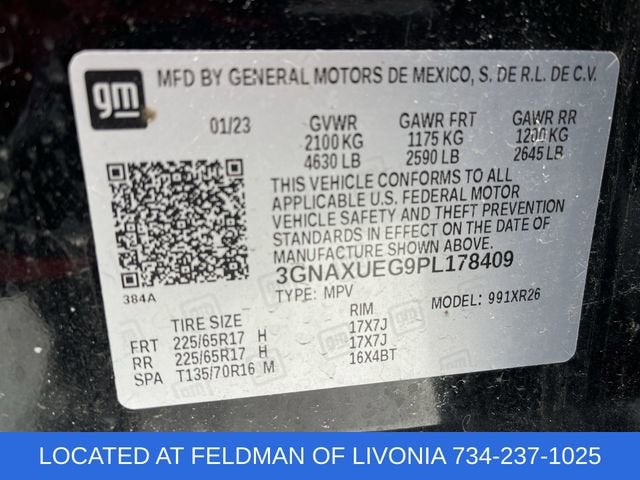 gm MFD BY GENERAL MOTORS DE MEXICO, S. DE R.L. DE C.V.
01/23 GVWR GAWR FRT GAWR RR
2100 KG 1175 KG 1200 KG
4630 LB 2590 LB 2645 LB
THIS VEHICLE CONFORMS TO ALL
APPLICABLE U.S. FEDERAL MOTOR
VEHICLE SAFETY AND THEFT PREVENTION
STANDARDS IN EFFECT ON THE DATE OF
MANUFACTURE SHOWN ABOVE.
3GNAXUEG9PL178409
384A
TYPE: MPV MODEL: 991XR26
TIRE SIZE RIM
FRT 225/65R17 H 17X7J
RR 225/65R17 H 17X7J
SPA T135/70R16 M 16X4BT
LOCATED AT FELDMAN OF LIVONIA 734-237-1025